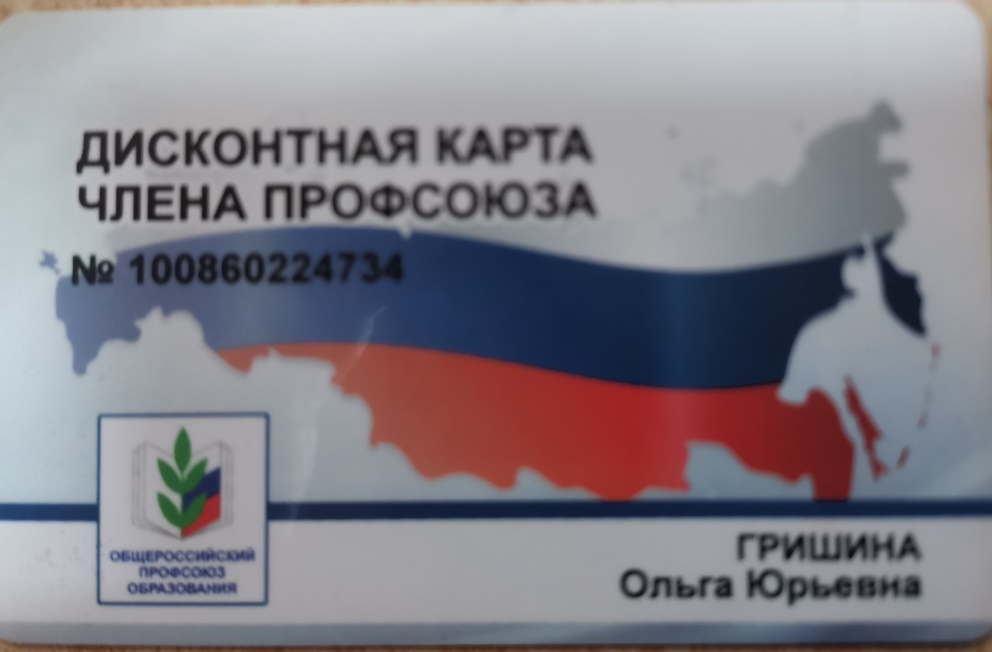 ДИСКОНТНАЯ КАРТА
ЧЛЕНА ПРОФСОЮЗА
№ 100860224734
ОБЩЕРОССИЙСКИЙ
ПРОФСОЮЗ
ОБРАЗОВАНИЯ
ГРИШИНА
Ольга Юрьевна